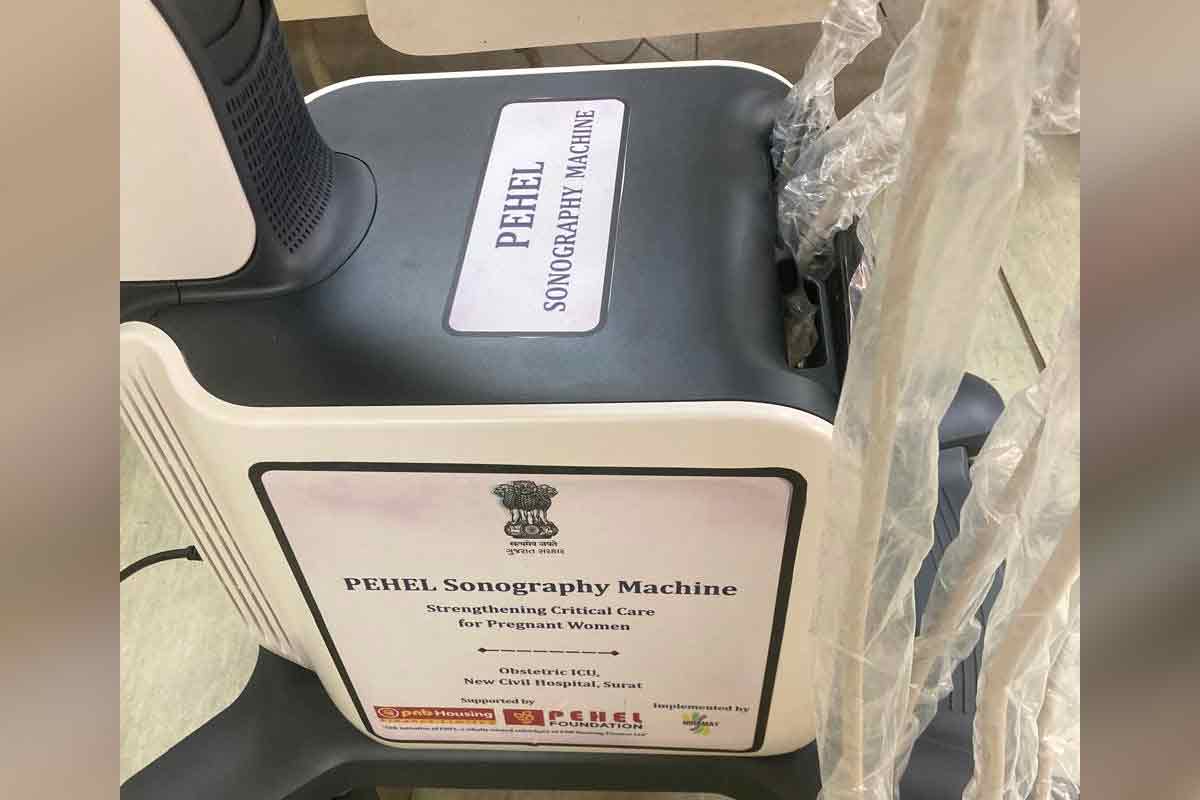 PEHEL
SONOGRAPHY MACHINE
सत्यमेव जयते
ગુજરાત સરકાર
PEHEL Sonography Machine
Strengthening Critical Care
for Pregnant Women
Obstetric ICU,
New Civil Hospital, Surat
Supported by
Implemented by
pnb Housing
PEHEL
FOUNDATION
NIRAMAY